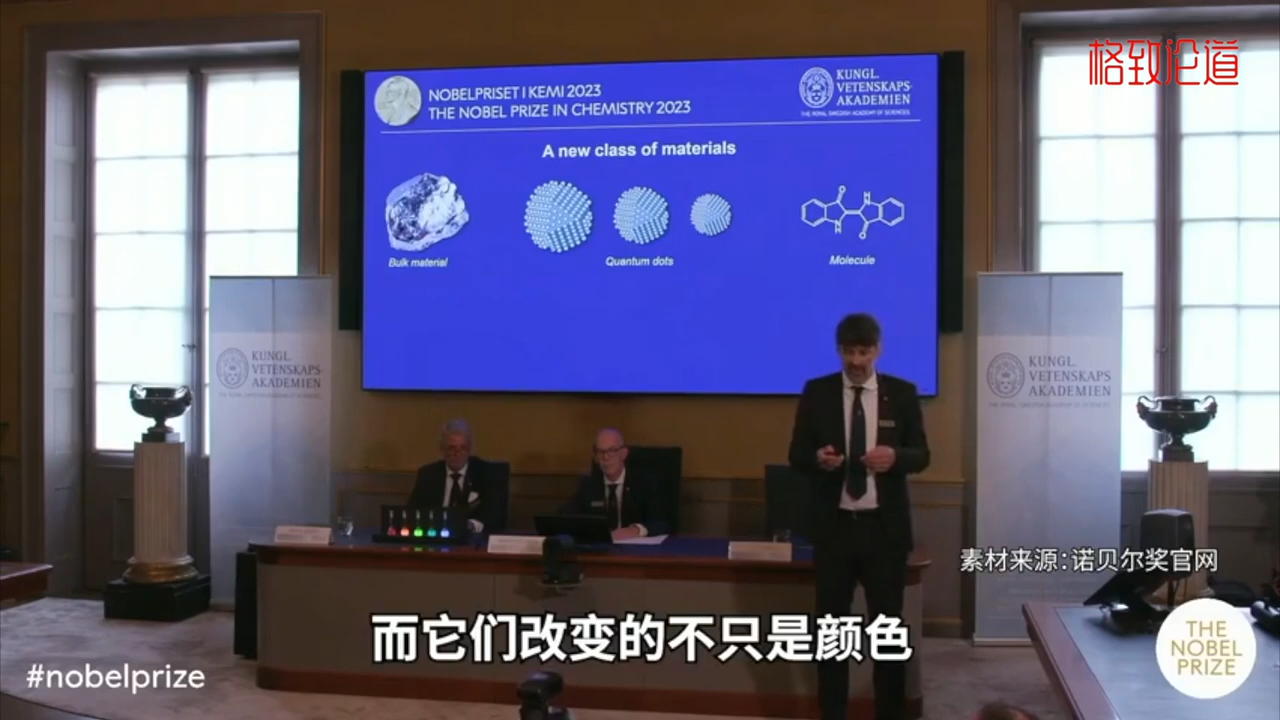 格致论道
NOBELPRISET I KEMI 2023
THE NOBEL PRIZE IN CHEMISTRY 2023
KUNGL.
VETENSKAPS-
AKADEMIEN
THE ROYAL SWEDISH ACADEMY OF SCIENCES
A new class of materials
Bulk material
Quantum dots
Molecule
KUNGL.
VETENSKAPS
AKADEMIEN
KUNGL.
VETENSKAPS
AKADEMIEN
素材来源:诺贝尔奖官网
而它们改变的不只是颜色
#nobelprize
THE
NOBEL
PRIZE